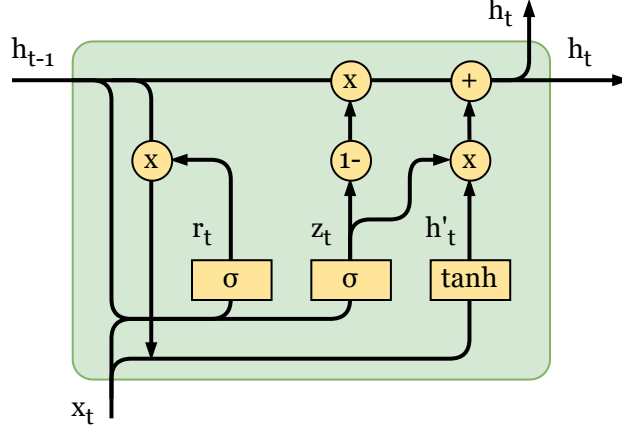 h_t
h_{t-1} h_t
x +
x 1- x
r_t z_t h'_t
σ σ tanh
x_t